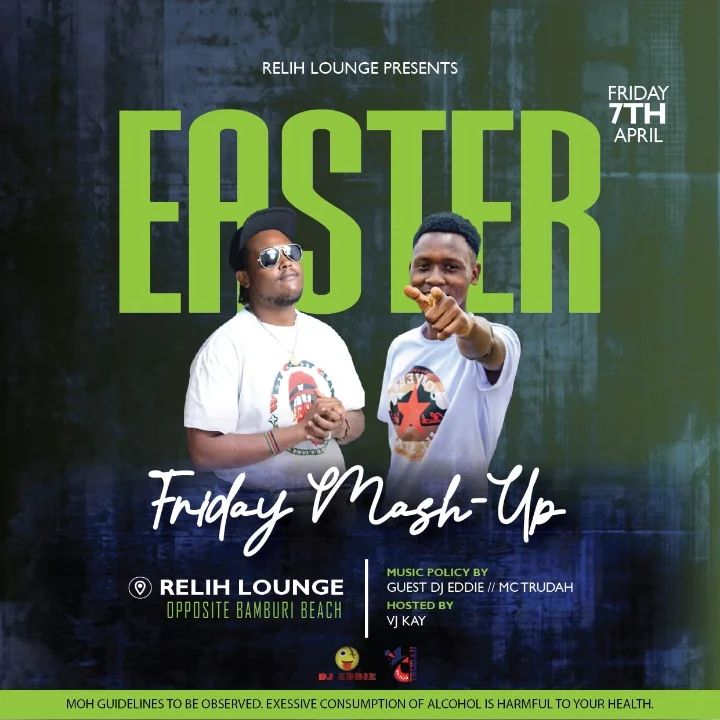 RELIH LOUNGE PRESENTS
FRIDAY
7TH
APRIL
EASTER
Friday Mash-Up
RELIH LOUNGE
OPPOSITE BAMBURI BEACH
MUSIC POLICY BY
GUEST DJ EDDIE // MC TRUDAH
HOSTED BY
VJ KAY
DJ EDDIE
TRUDAH
MOH GUIDELINES TO BE OBSERVED. EXESSIVE CONSUMPTION OF ALCOHOL IS HARMFUL TO YOUR HEALTH.